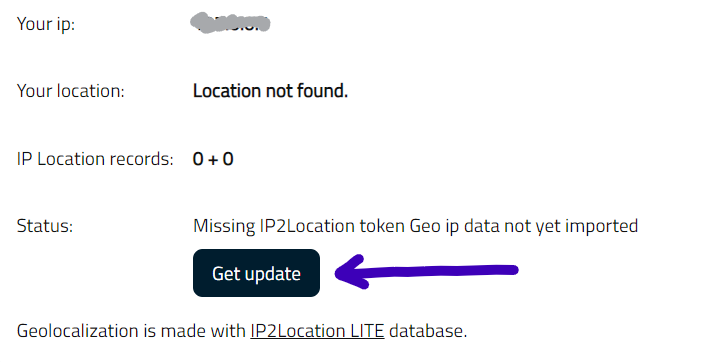 Your ip:
Your location: Location not found.
IP Location records: 0 + 0
Status: Missing IP2Location token Geo ip data not yet imported
Get update
Geolocalization is made with IP2Location LITE database.